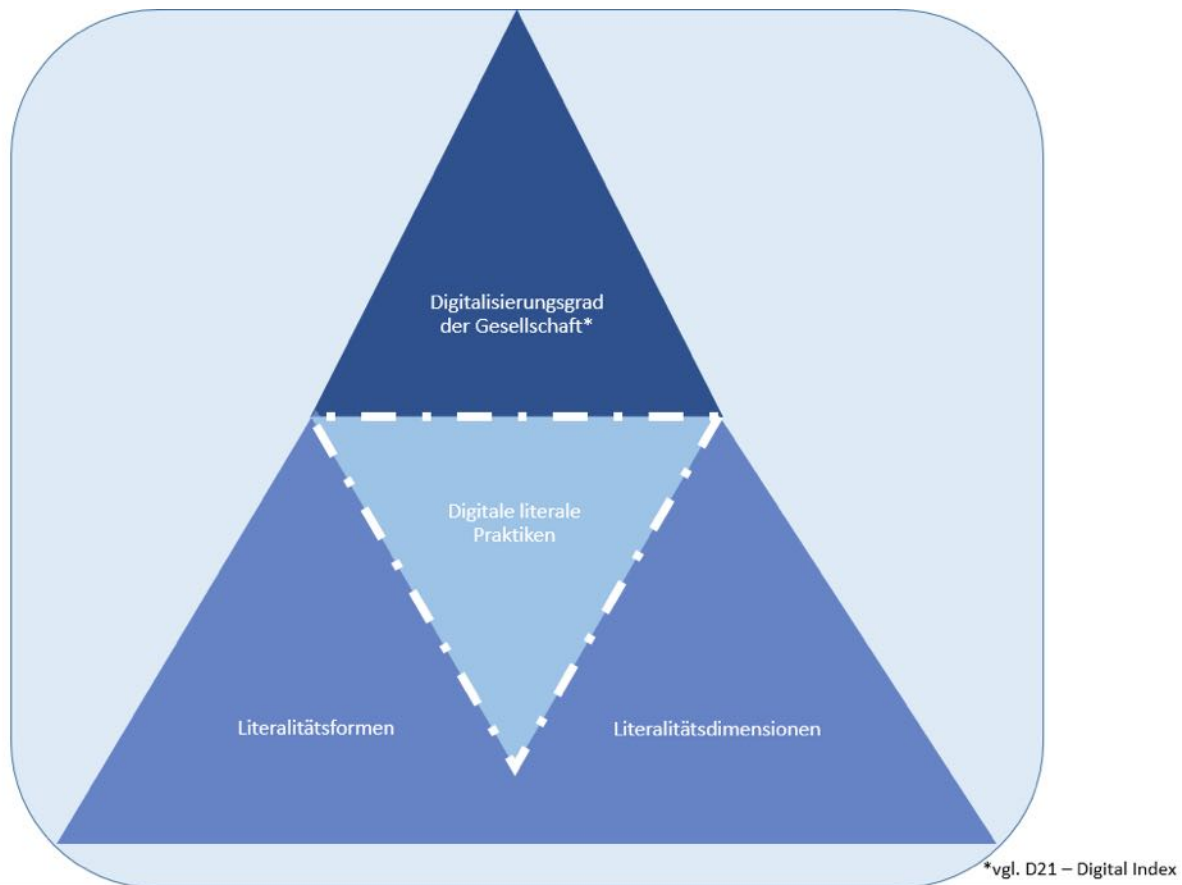 Digitalisierungsgrad
der Gesellschaft*
Digitale literale
Praktiken
Literalitätsformen
Literalitätsdimensionen
*vgl. D21 – Digital Index